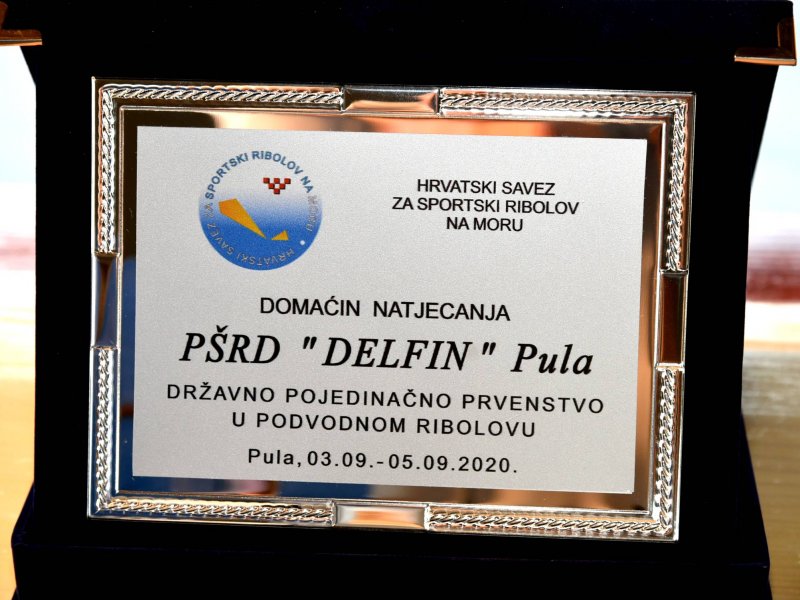 HRVATSKI SAVEZ ZA SPORTSKI RIBOLOV NA MORU
HRVATSKI SAVEZ
ZA SPORTSKI RIBOLOV
NA MORU
DOMAĆIN NATJECANJA
PŠRD "DELFIN" Pula
DRŽAVNO POJEDINAČNO PRVENSTVO
U PODVODNOM RIBOLOVU
Pula, 03.09.-05.09.2020.